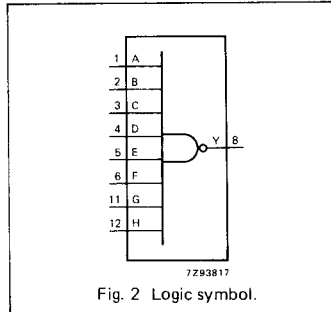 1 A
2 B
3 C
4 D
5 E
6 F
11 G
12 H
Y 8
7Z93817
Fig. 2 Logic symbol.